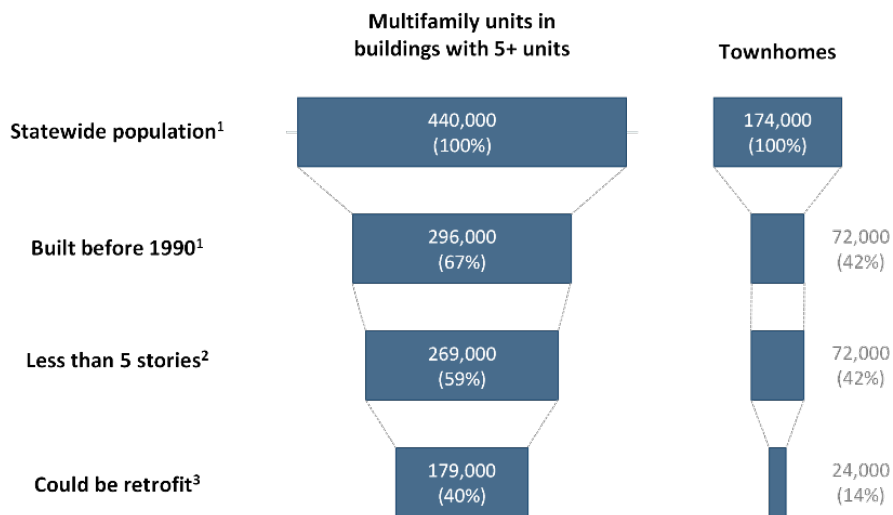 Multifamily units in
buildings with 5+ units
Townhomes
Statewide population1
440,000
(100%)
174,000
(100%)
Built before 19901
296,000
(67%)
72,000
(42%)
Less than 5 stories2
269,000
(59%)
72,000
(42%)
Could be retrofit3
179,000
(40%)
24,000
(14%)